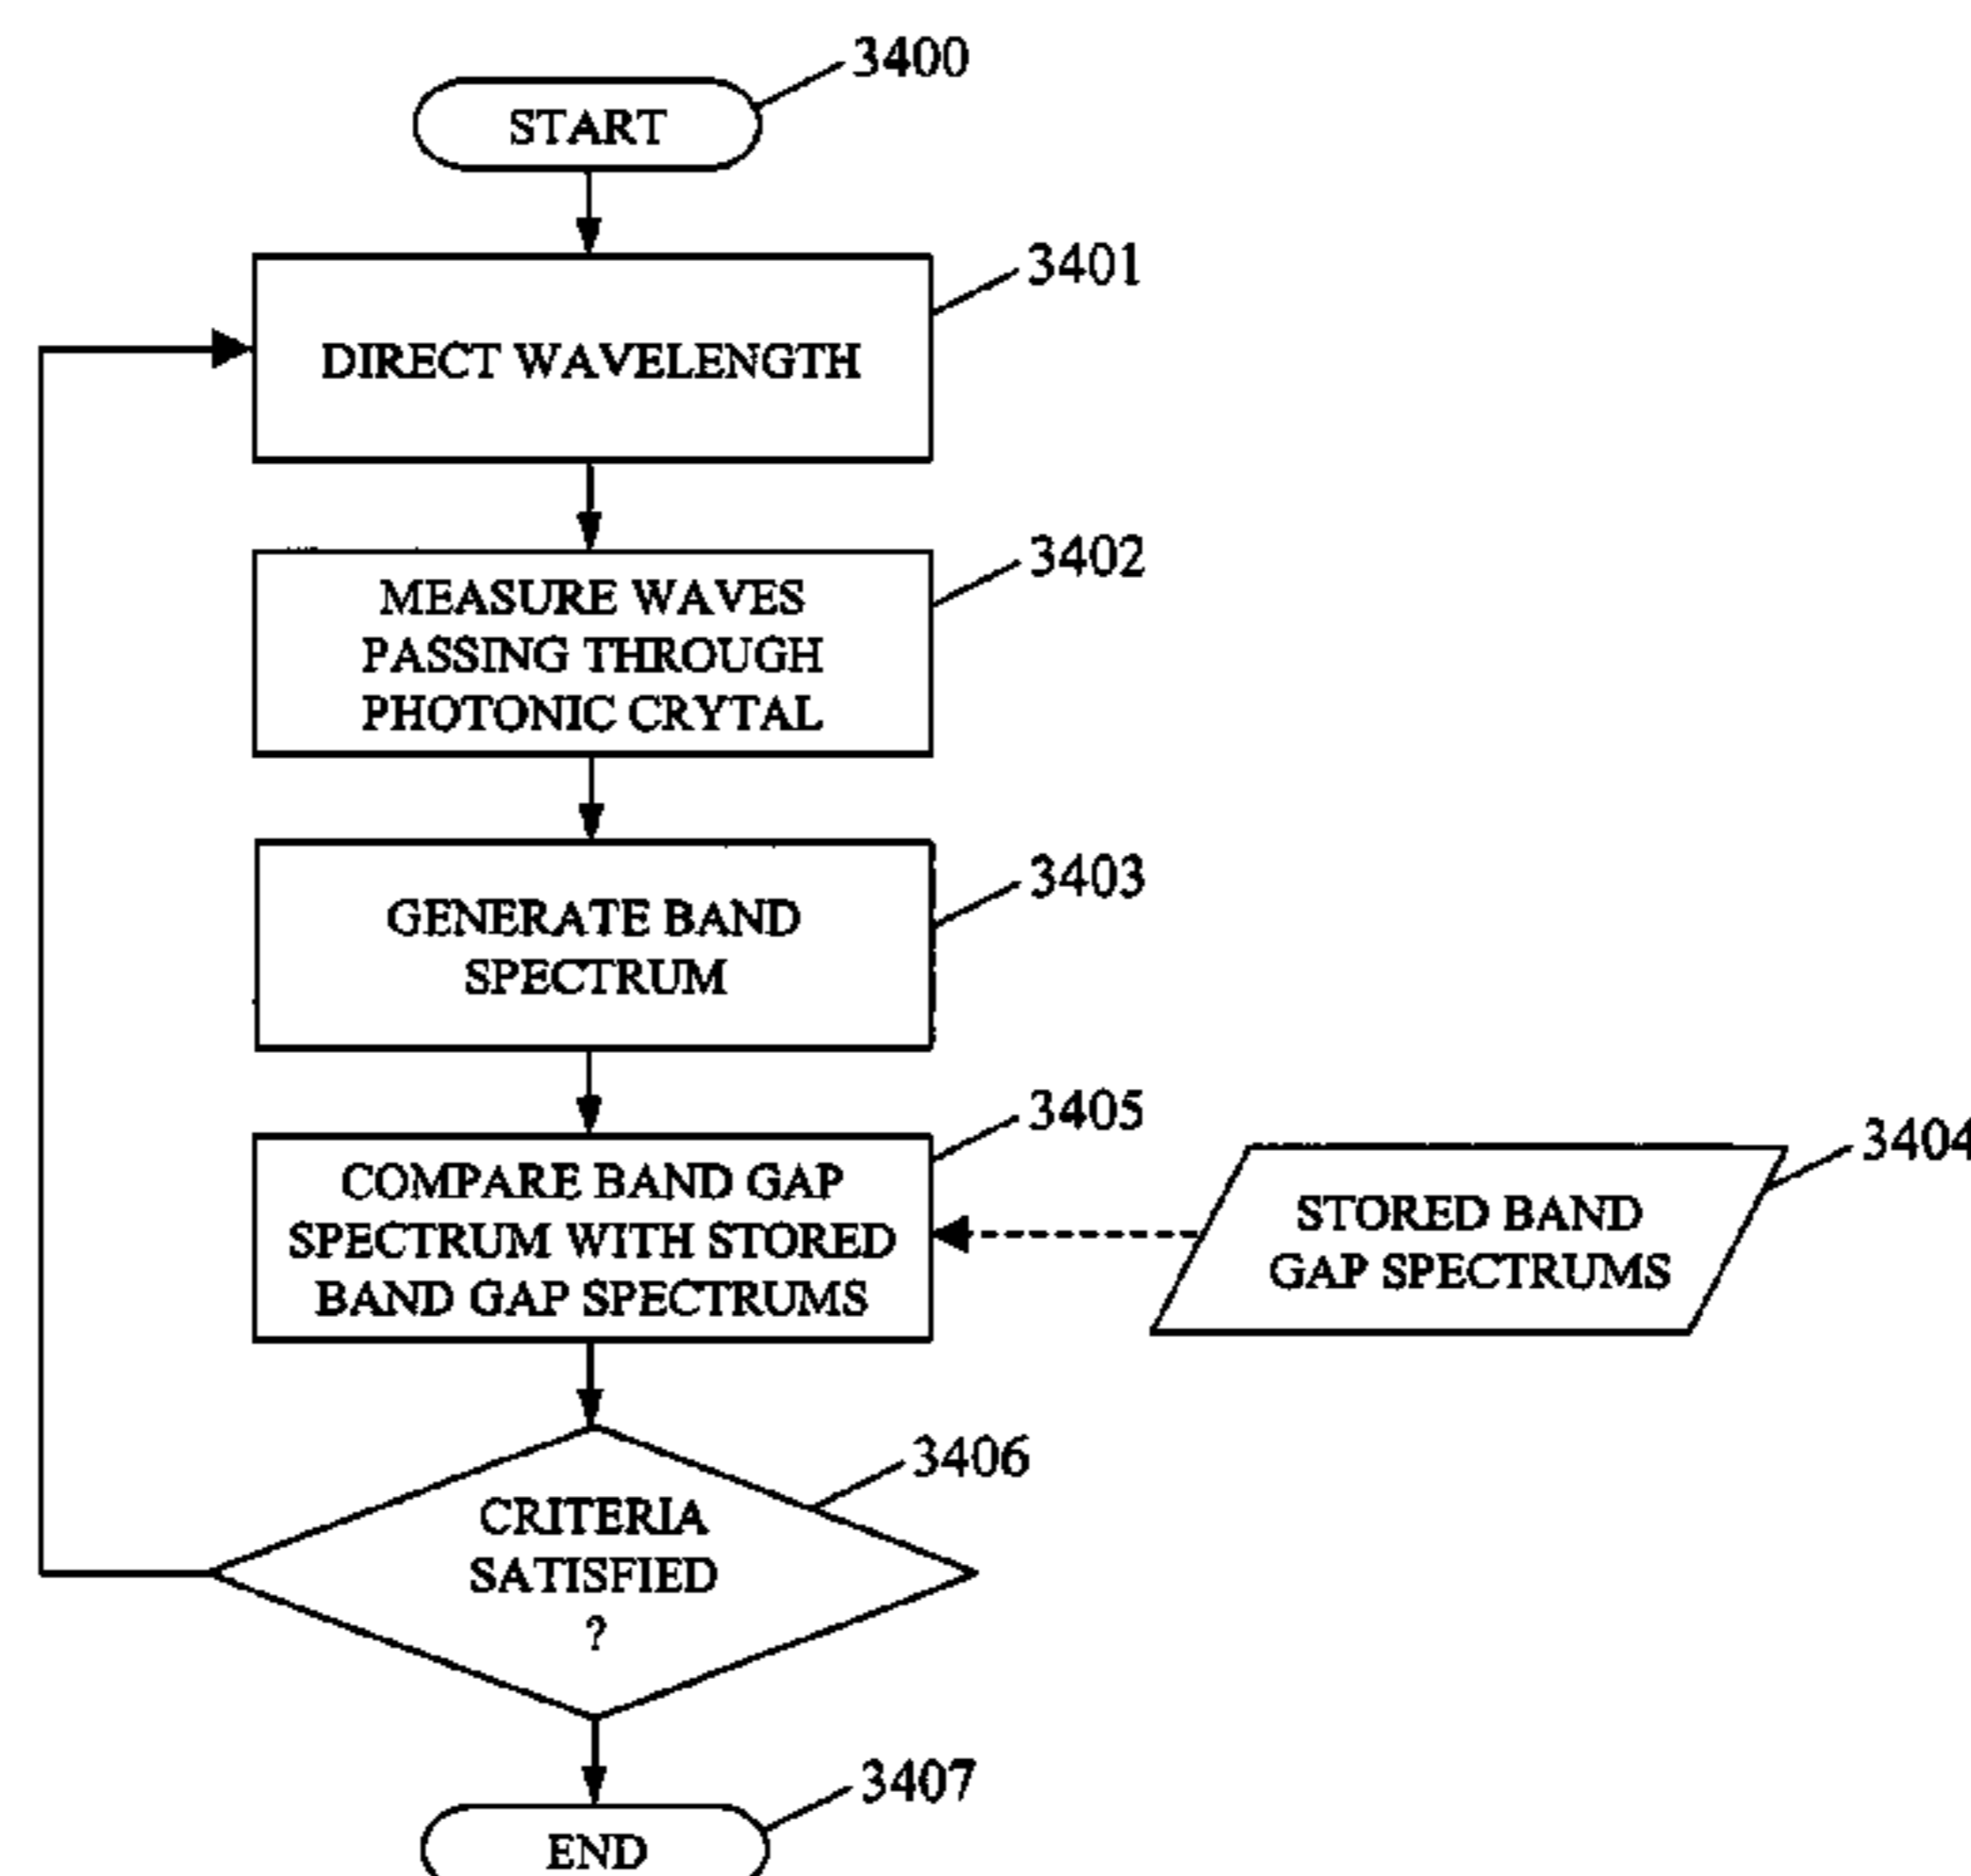 3400
START
3401
DIRECT WAVELENGTH
3402
MEASURE WAVES
PASSING THROUGH
PHOTONIC CRYTAL
3403
GENERATE BAND
SPECTRUM
3405
COMPARE BAND GAP
SPECTRUM WITH STORED
BAND GAP SPECTRUMS
3404
STORED BAND
GAP SPECTRUMS
3406
CRITERIA
SATISFIED
?
3407
END